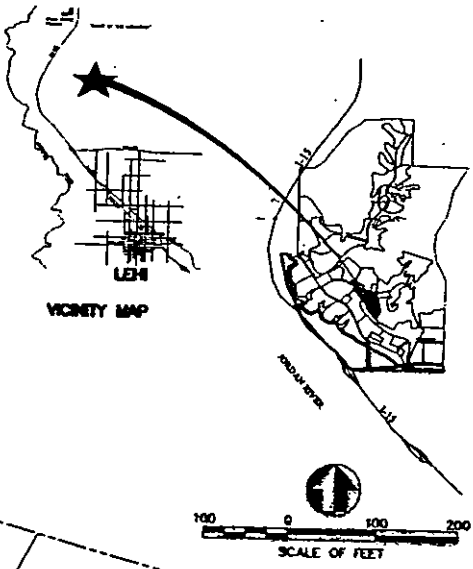 I-15
LEHI
VICINITY MAP
JORDAN RIVER
I-15
100 0 100 200
SCALE OF FEET